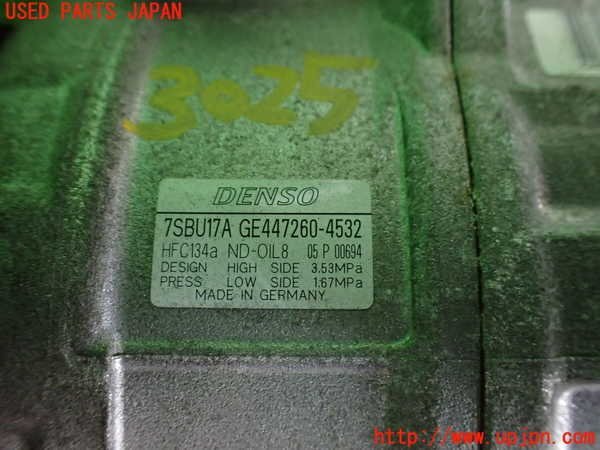 USED PARTS JAPAN
3025
DENSO
7SBU17A GE447260-4532
HFC134a ND-OIL8 05 P 00694
DESIGN HIGH SIDE 3.53MPa
PRESS LOW SIDE 1.67MPa
MADE IN GERMANY
http://www.upjon.com/